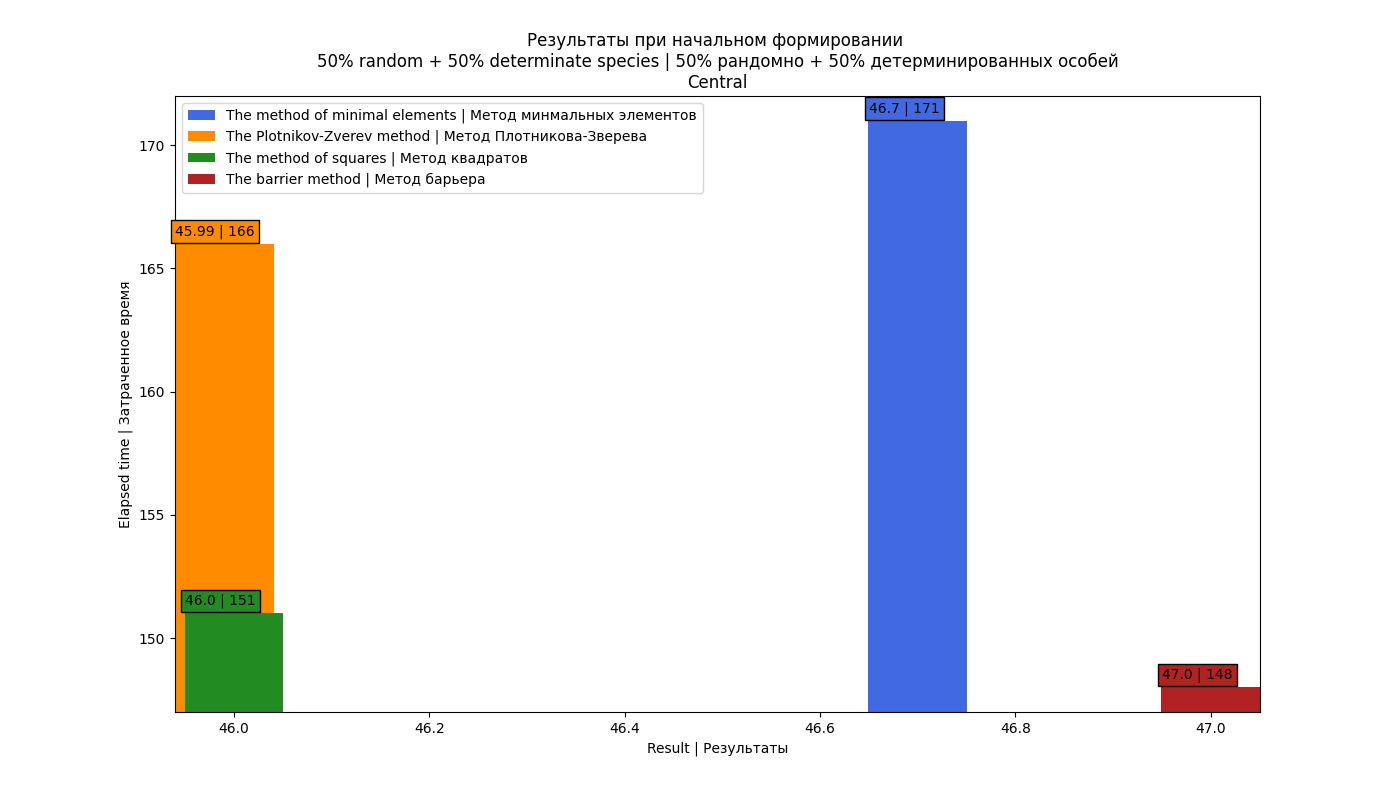 Результаты при начальном формировании
50% random + 50% determinate species | 50% рандомно + 50% детерминированных особей
Central
The method of minimal elements | Метод минмальных элементов
The Plotnikov-Zverev method | Метод Плотникова-Зверева
The method of squares | Метод квадратов
The barrier method | Метод барьера
46.7 | 171
45.99 | 166
46.0 | 151
47.0 | 148
Elapsed time | Затраченное время
170
165
160
155
150
46.0
46.2
46.4
46.6
46.8
47.0
Result | Результаты